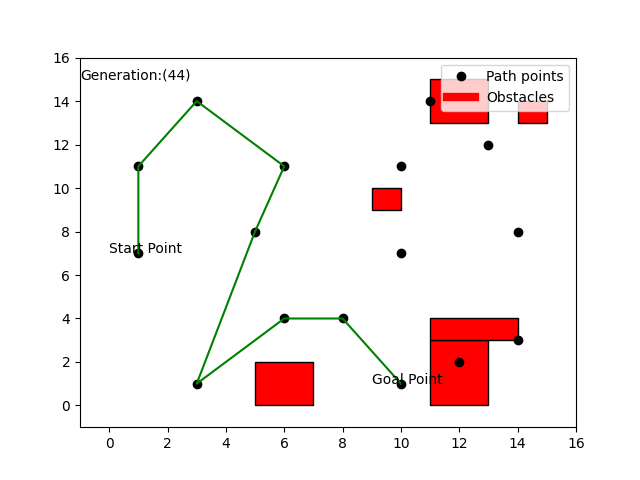 Generation:(44)
Path points
Obstacles
Start Point
Goal Point
16
14
12
10
8
6
4
2
0
0 2 4 6 8 10 12 14 16